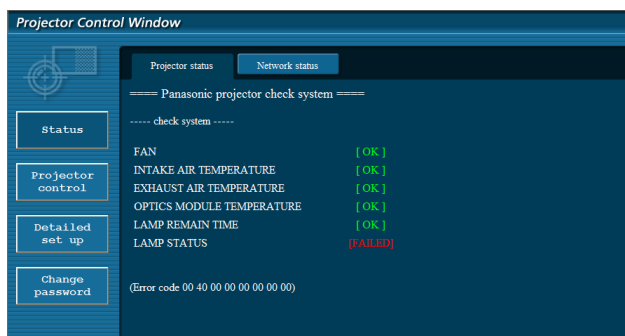 Projector Control Window
Projector status Network status
==== Panasonic projector check system ====
Status
----- check system -----
FAN [ OK ]
INTAKE AIR TEMPERATURE [ OK ]
Projector control
EXHAUST AIR TEMPERATURE [ OK ]
OPTICS MODULE TEMPERATURE [ OK ]
LAMP REMAIN TIME [ OK ]
Detailed set up
LAMP STATUS [FAILED]
Change password
(Error code 00 40 00 00 00 00 00 00)